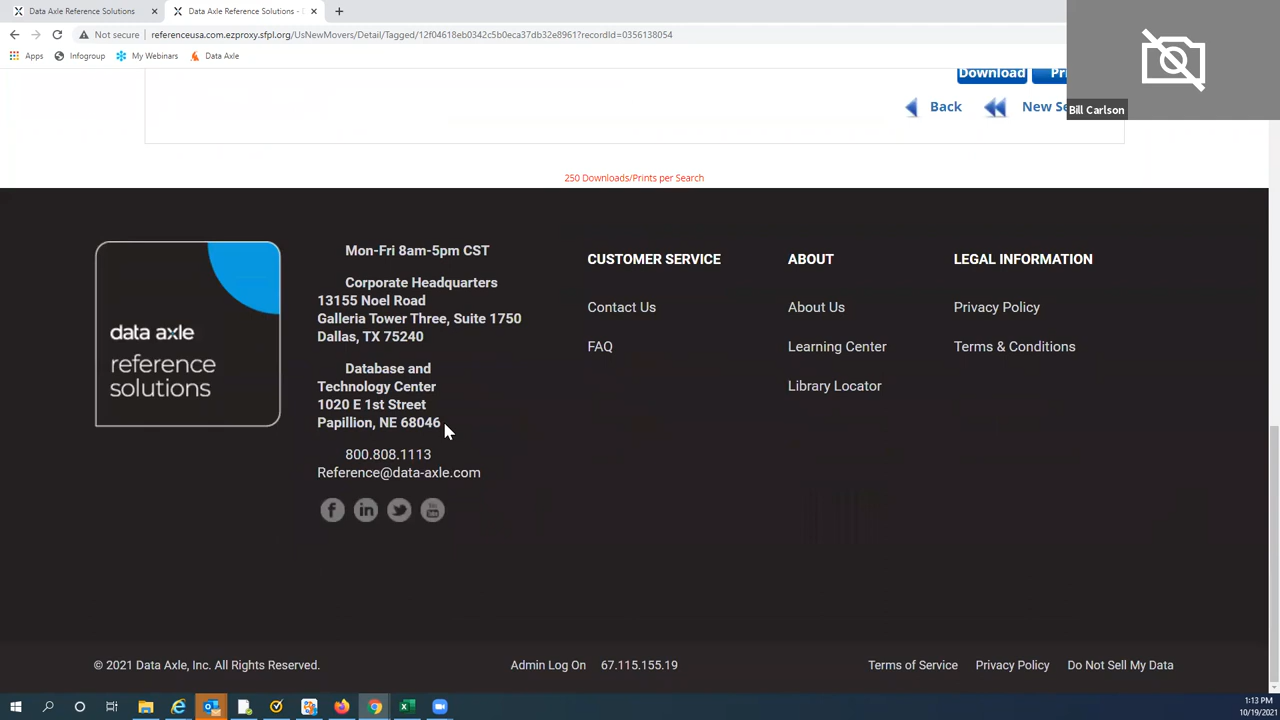 Data Axle Reference Solutions
Data Axle Reference Solutions -
Not secure
referenceusa.com.ezproxy.sfpl.org/UsNewMovers/Detail/Tagged/12f04618eb0342c5b0eca37db32e8961?recordId=0356138054
Apps
Infogroup
My Webinars
Data Axle
Bill Carlson
Download
Back
250 Downloads/Prints per Search
data axle
reference
solutions
Mon-Fri 8am-5pm CST
Corporate Headquarters
13155 Noel Road
Galleria Tower Three, Suite 1750
Dallas, TX 75240
Database and
Technology Center
1020 E 1st Street
Papillion, NE 68046
800.808.1113
Reference@data-axle.com
CUSTOMER SERVICE
Contact Us
FAQ
ABOUT
About Us
Learning Center
Library Locator
LEGAL INFORMATION
Privacy Policy
Terms & Conditions
© 2021 Data Axle, Inc. All Rights Reserved.
Admin Log On
67.115.155.19
Terms of Service
Privacy Policy
Do Not Sell My Data
1:13 PM
10/19/2021